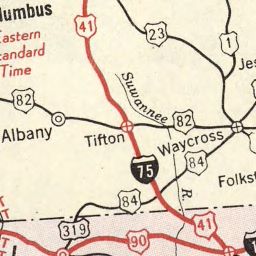 lumbus
Eastern
tandard
Time
41
23
1
Jes
Suwannee
R.
82
82
Albany
Tifton
Waycross
75
84
84
Folkst
319
90
41